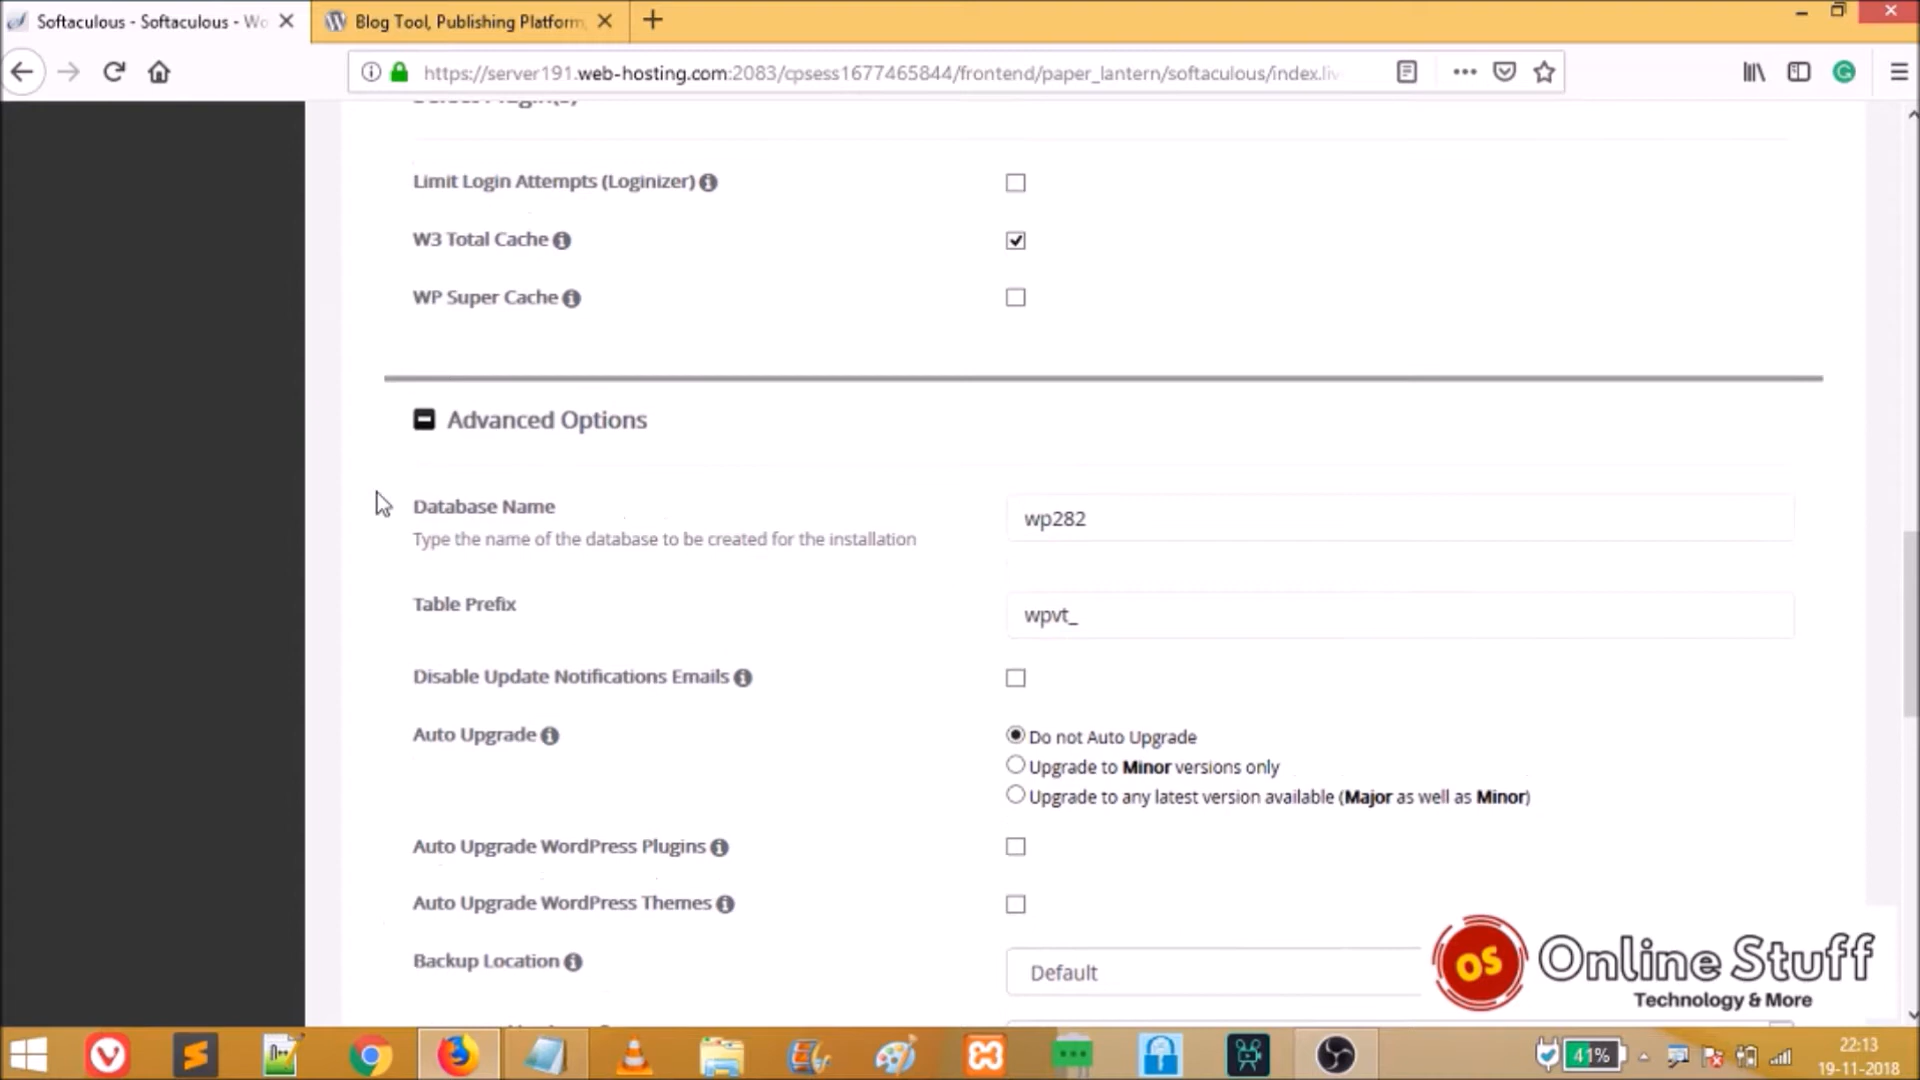 Softaculous - Softaculous - Wo
Blog Tool, Publishing Platform,
https://server191.web-hosting.com:2083/cpsess1677465844/frontend/paper_lantern/softaculous/index.liv
Select Plugin(s)
Limit Login Attempts (Loginizer)
W3 Total Cache
WP Super Cache
Advanced Options
Database Name
wp282
Type the name of the database to be created for the installation
Table Prefix
wpvt_
Disable Update Notifications Emails
Auto Upgrade
Do not Auto Upgrade
Upgrade to Minor versions only
Upgrade to any latest version available (Major as well as Minor)
Auto Upgrade WordPress Plugins
Auto Upgrade WordPress Themes
Backup Location
Default
OS
Online Stuff
Technology & More
41%
22:13
19-11-2018